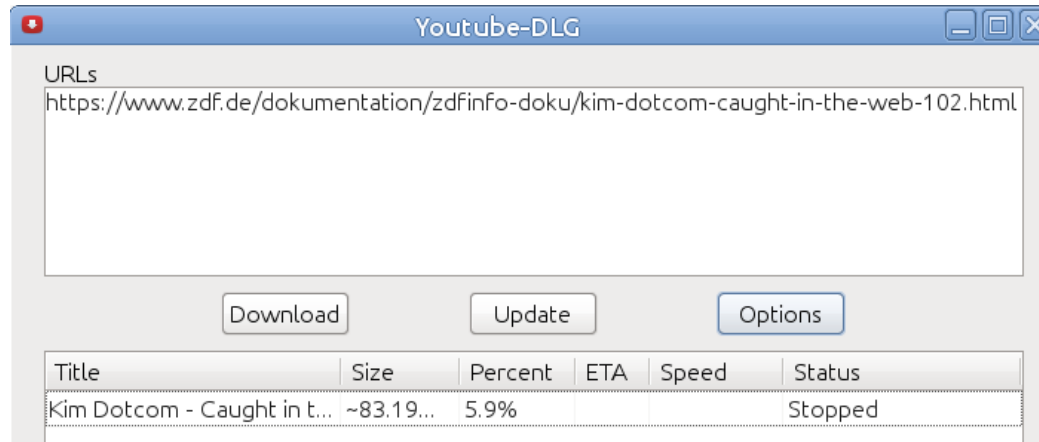 Youtube-DLG
URLs
https://www.zdf.de/dokumentation/zdfinfo-doku/kim-dotcom-caught-in-the-web-102.html
Download Update Options
Title Size Percent ETA Speed Status
Kim Dotcom - Caught in t... ~83.19... 5.9% Stopped